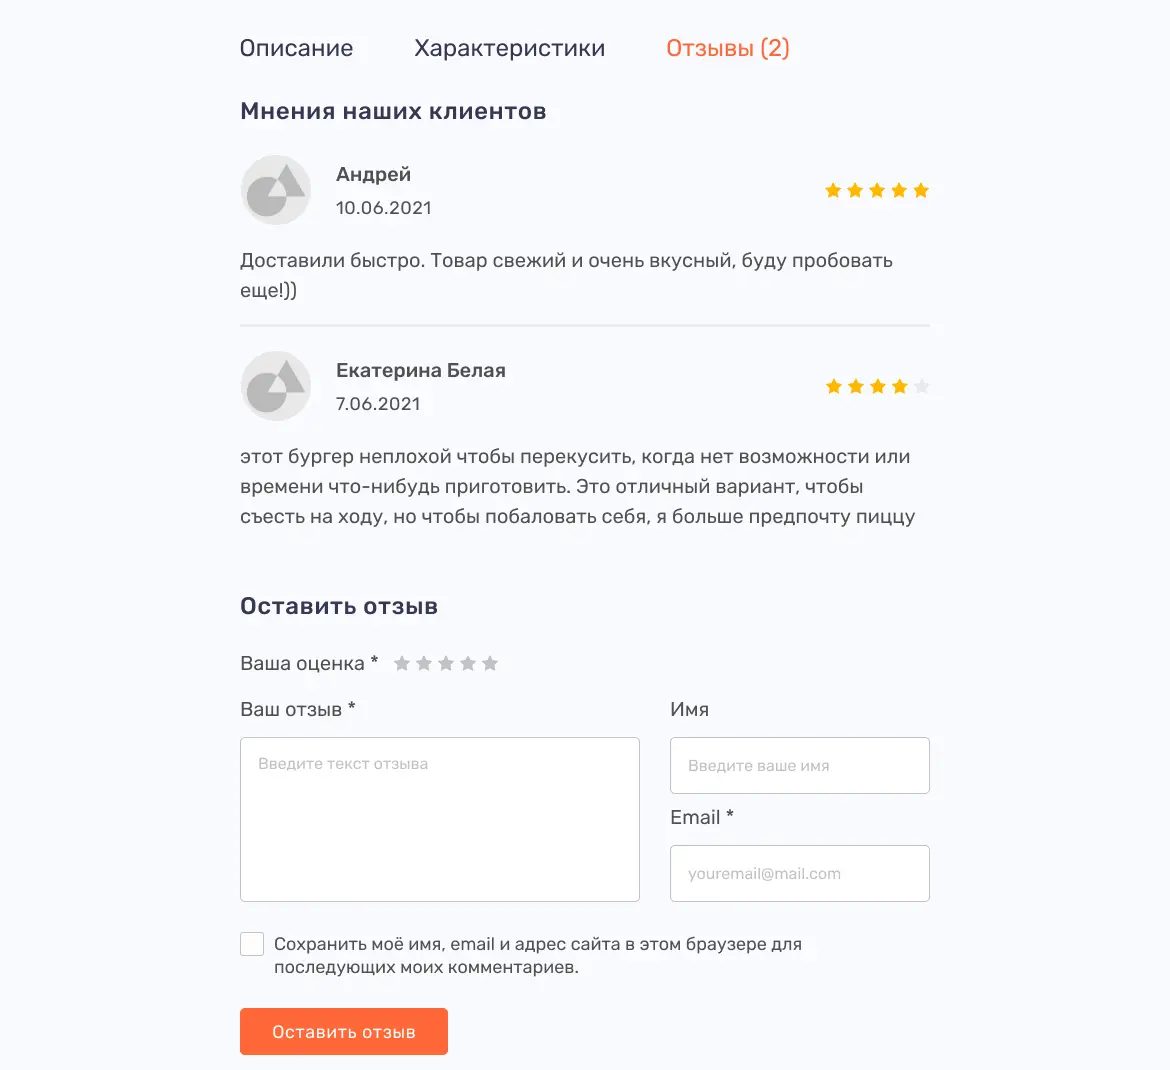 Описание Характеристики Отзывы (2)
Мнения наших клиентов
Андрей
10.06.2021
Доставили быстро. Товар свежий и очень вкусный, буду пробовать
еще!))
Екатерина Белая
7.06.2021
этот бургер неплохой чтобы перекусить, когда нет возможности или
времени что-нибудь приготовить. Это отличный вариант, чтобы
съесть на ходу, но чтобы побаловать себя, я больше предпочту пиццу
Оставить отзыв
Ваша оценка *
Ваш отзыв *
Введите текст отзыва
Имя
Введите ваше имя
Email *
youremail@mail.com
Сохранить моё имя, email и адрес сайта в этом браузере для
последующих моих комментариев.
Оставить отзыв